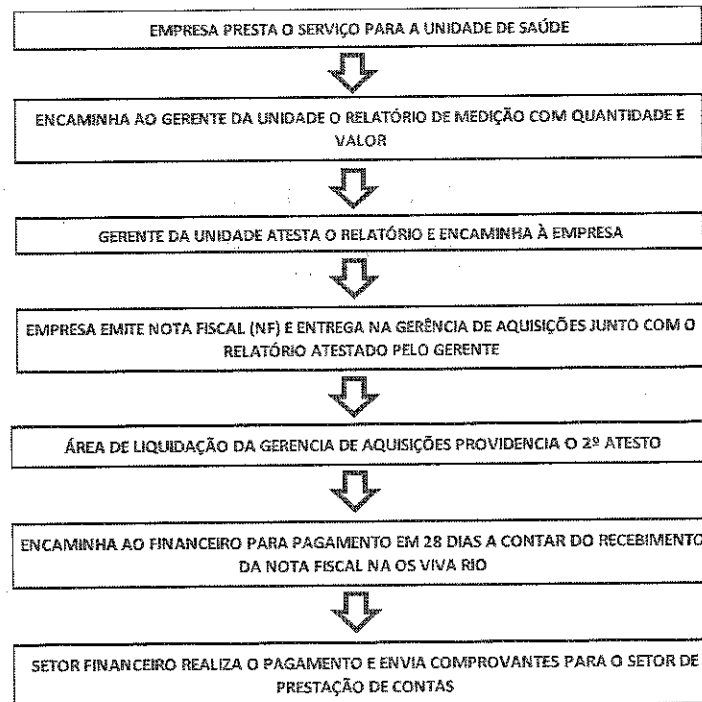 EMPRESA PRESTA O SERVIÇO PARA A UNIDADE DE SAÚDE
ENCAMINHA AO GERENTE DA UNIDADE O RELATÓRIO DE MEDIÇÃO COM QUANTIDADE E
VALOR
GERENTE DA UNIDADE ATESTA O RELATÓRIO E ENCAMINHA À EMPRESA
EMPRESA EMITE NOTA FISCAL (NF) E ENTREGA NA GERÊNCIA DE AQUISIÇÕES JUNTO COM O
RELATÓRIO ATESTADO PELO GERENTE
ÁREA DE LIQUIDAÇÃO DA GERENCIA DE AQUISIÇÕES PROVIDENCIA O 2º ATESTO
ENCAMINHA AO FINANCEIRO PARA PAGAMENTO EM 28 DIAS A CONTAR DO RECEBIMENTO
DA NOTA FISCAL NA OS VIVA RIO
SETOR FINANCEIRO REALIZA O PAGAMENTO E ENVIA COMPROVANTES PARA O SETOR DE
PRESTAÇÃO DE CONTAS